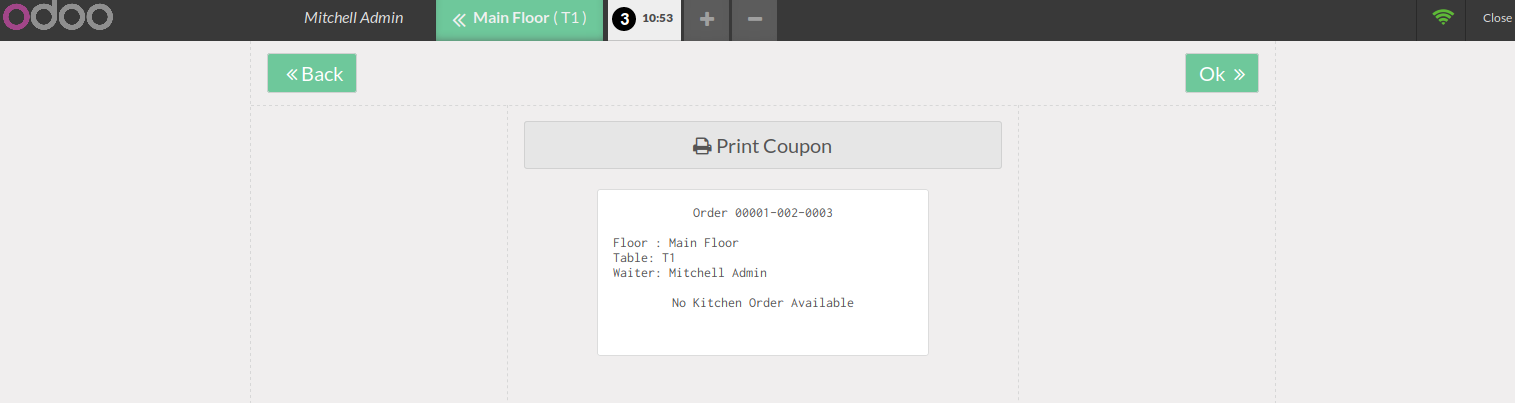 odoo
Mitchell Admin
« Main Floor ( T1 )
3 10:53
+
−
Close
« Back
Ok »
Print Coupon
Order 00001-002-0003
Floor : Main Floor
Table: T1
Waiter: Mitchell Admin
No Kitchen Order Available